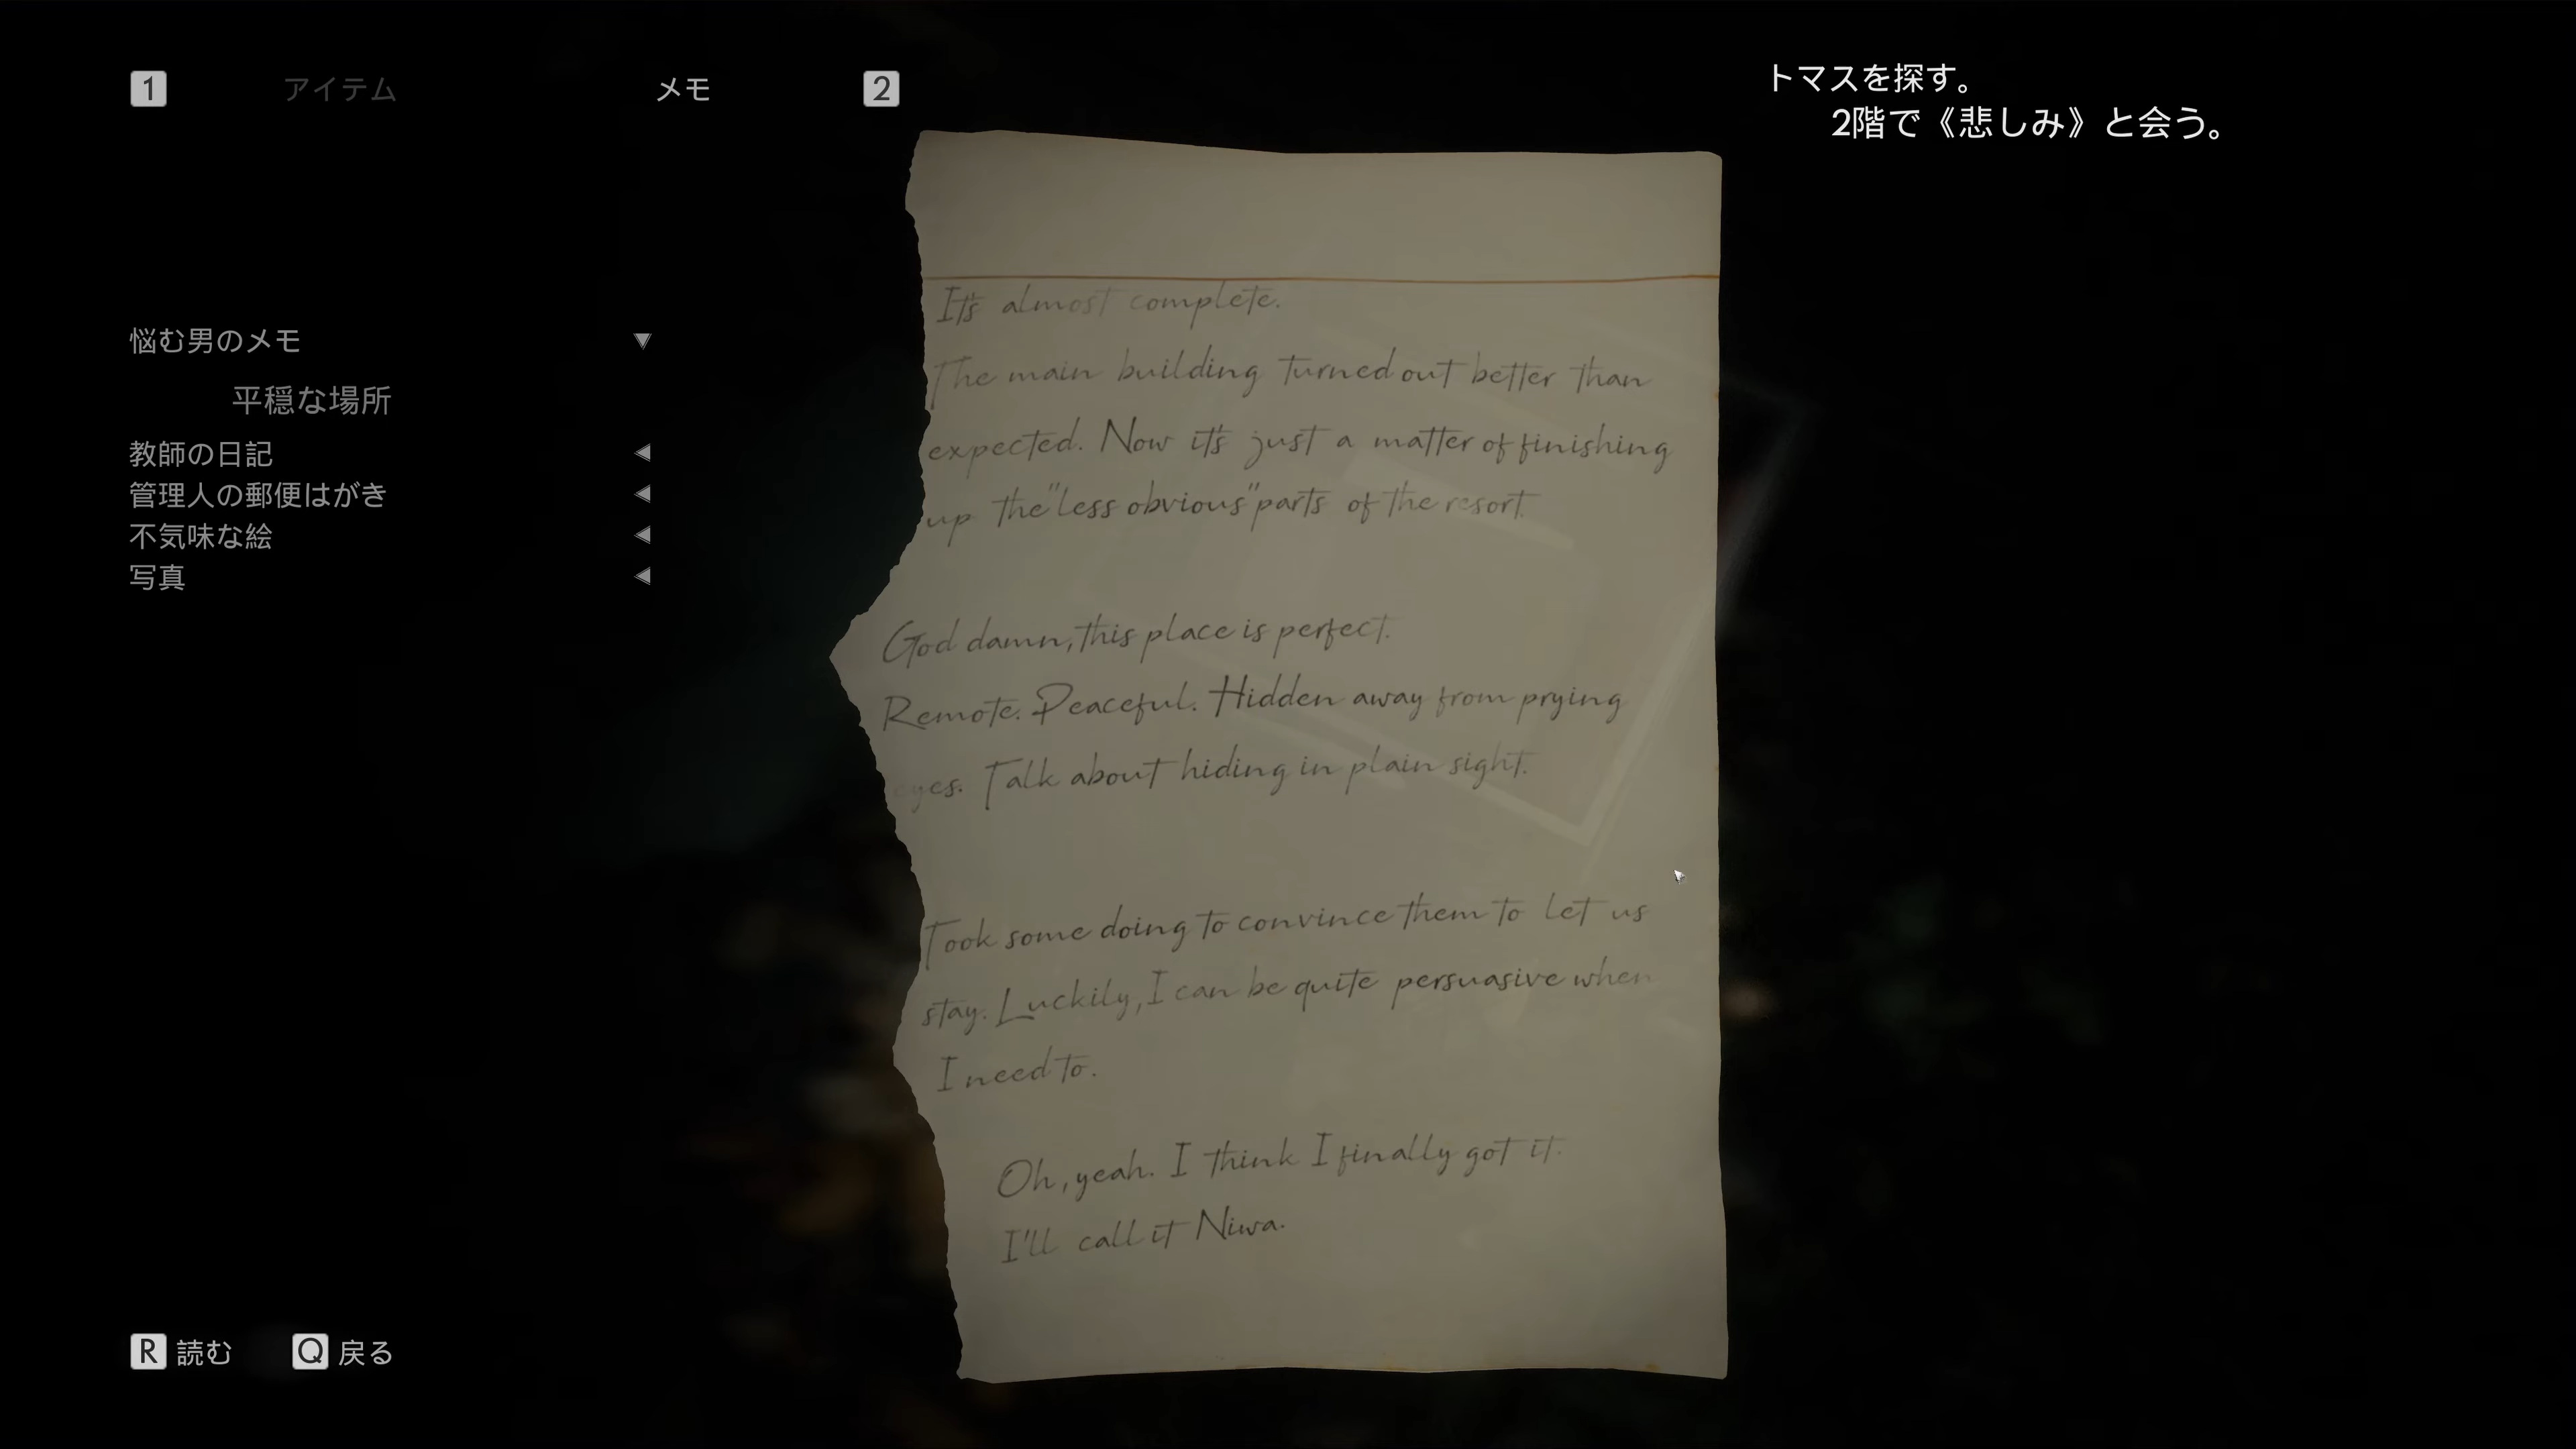 1 アイテム メモ 2
トマスを探す。
2階で《悲しみ》と会う。
悩む男のメモ ▼
平穏な場所
教師の日記 ◀
管理人の郵便はがき ◀
不気味な絵 ◀
写真 ◀
It's almost complete.
The main building turned out better than
expected. Now it's just a matter of finishing
up the "less obvious" parts of the resort.
God damn, this place is perfect.
Remote. Peaceful. Hidden away from prying
eyes. Talk about hiding in plain sight.
Took some doing to convince them to let us
stay. Luckily, I can be quite persuasive when
I need to.
Oh, yeah. I think I finally got it.
I'll call it Niwa.
R 読む Q 戻る